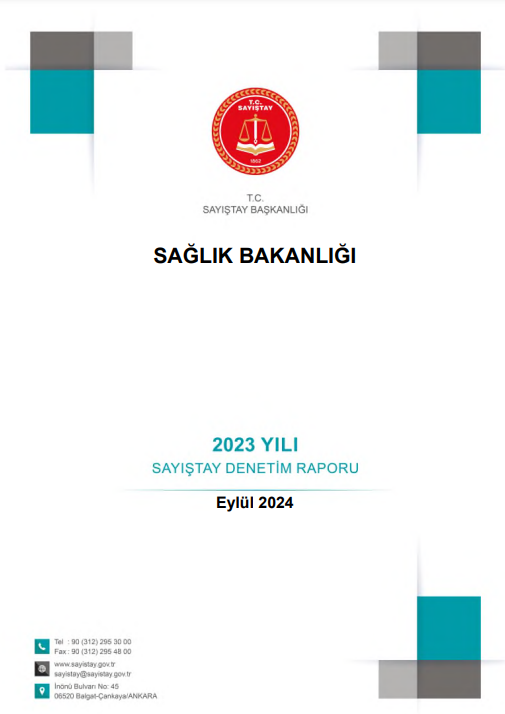 T.C.
SAYIŞTAY
1862
T.C.
SAYIŞTAY BAŞKANLIĞI
SAĞLIK BAKANLIĞI
2023 YILI
SAYIŞTAY DENETİM RAPORU
Eylül 2024
Tel : 90 (312) 295 30 00
Fax : 90 (312) 295 48 00
www.sayistay.gov.tr
sayistay@sayistay.gov.tr
İnönü Bulvarı No: 45
06520 Balgat-Çankaya/ANKARA